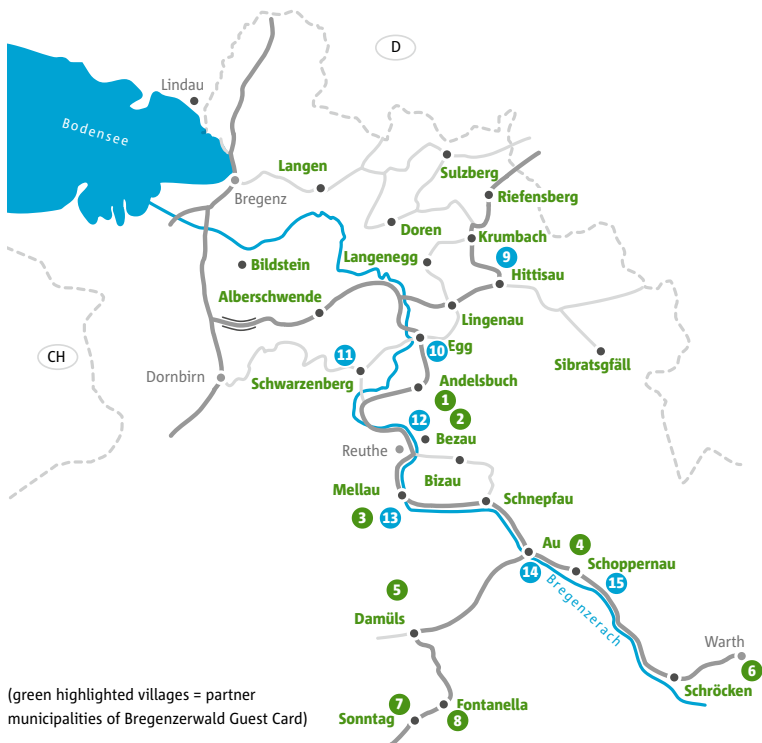 D
Lindau
Bodensee
Langen
Sulzberg
Bregenz
Riefensberg
Doren
Krumbach
Langenegg
9
Bildstein
Hittisau
Alberschwende
Lingenau
CH
11
10
Egg
Sibratsgfäll
Dornbirn
Schwarzenberg
Andelsbuch
1
12
2
Bezau
Reuthe
Bizau
Mellau
Schnepfau
3
13
Au
4
Schoppernau
14
15
5
Bregenzerach
Damüls
Warth
6
Schröcken
(green highlighted villages = partner
municipalities of Bregenzerwald Guest Card)
7
Fontanella
Sonntag
8